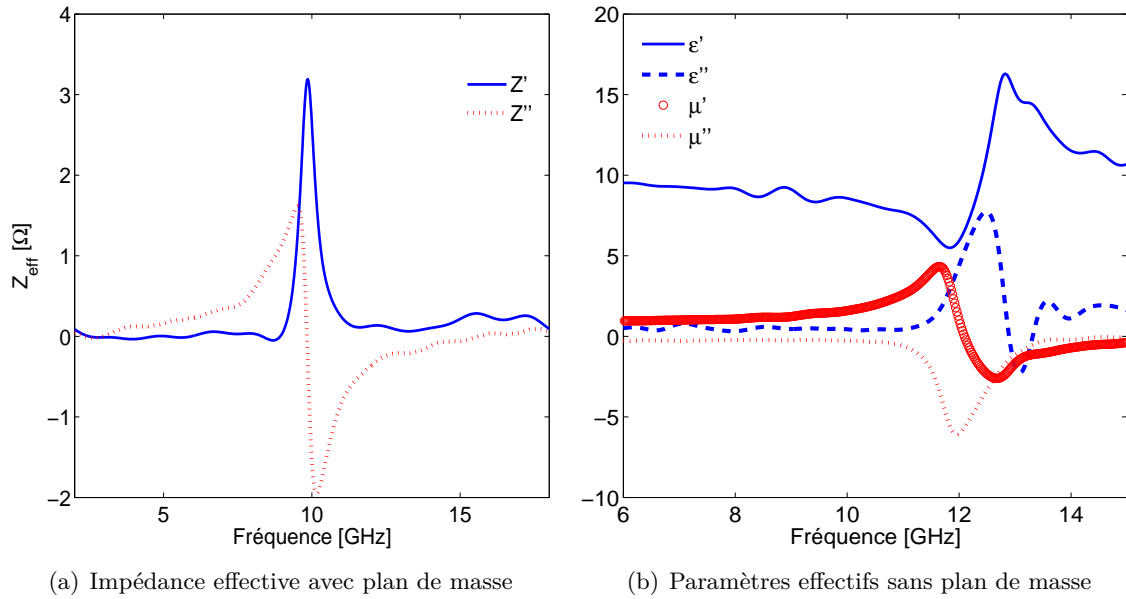 4
3
2
1
0
−1
−2
5
10
15
Z_eff [Ω]
Fréquence [GHz]
Z'
Z''
(a) Impédance effective avec plan de masse
20
15
10
5
0
−5
−10
6
8
10
12
14
Fréquence [GHz]
ε'
ε''
μ'
μ''
(b) Paramètres effectifs sans plan de masse